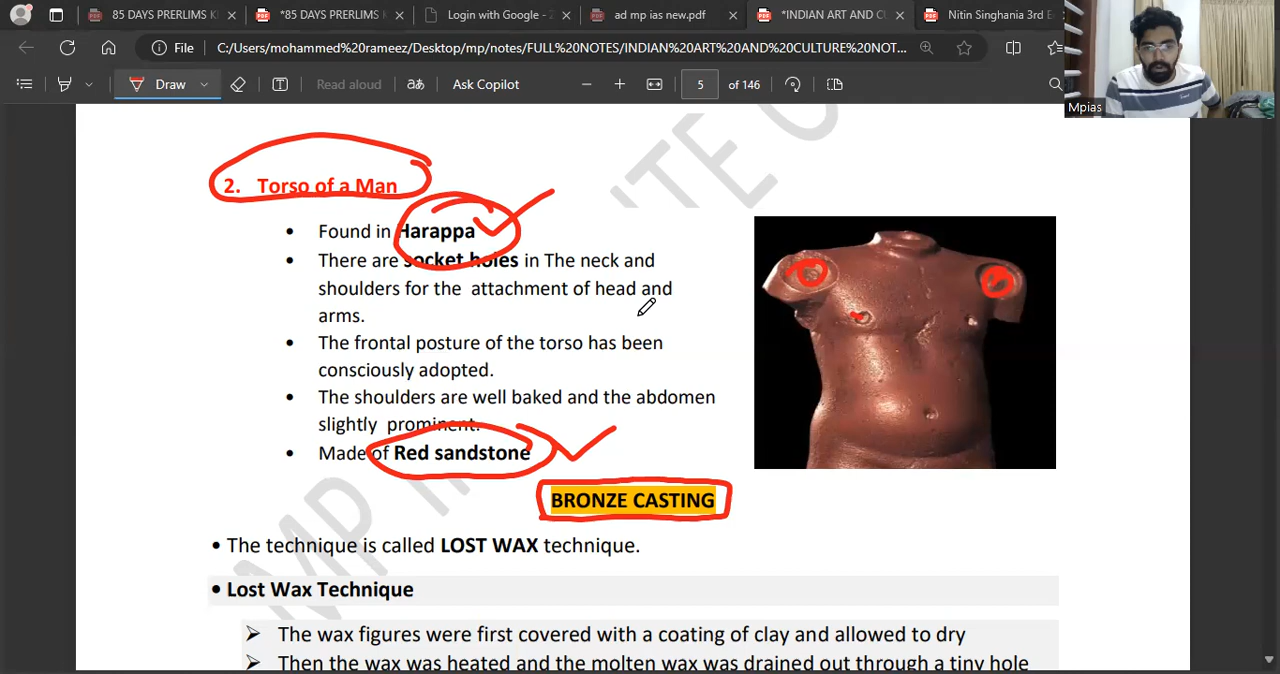 85 DAYS PRERLIMS K
*85 DAYS PRERLIMS K
Login with Google - 2
ad mp ias new.pdf
*INDIAN ART AND CU
Nitin Singhania 3rd E
File
C:/Users/mohammed%20rameez/Desktop/mp/notes/FULL%20NOTES/INDIAN%20ART%20AND%20CULTURE%20NOT...
Draw
Read aloud
aあ
Ask Copilot
5
of 146
Mpias
2. Torso of a Man
• Found in Harappa
• There are socket holes in The neck and
shoulders for the attachment of head and
arms.
• The frontal posture of the torso has been
consciously adopted.
• The shoulders are well baked and the abdomen
slightly prominent.
• Made of Red sandstone
BRONZE CASTING
• The technique is called LOST WAX technique.
• Lost Wax Technique
➢ The wax figures were first covered with a coating of clay and allowed to dry
➢ Then the wax was heated and the molten wax was drained out through a tiny hole